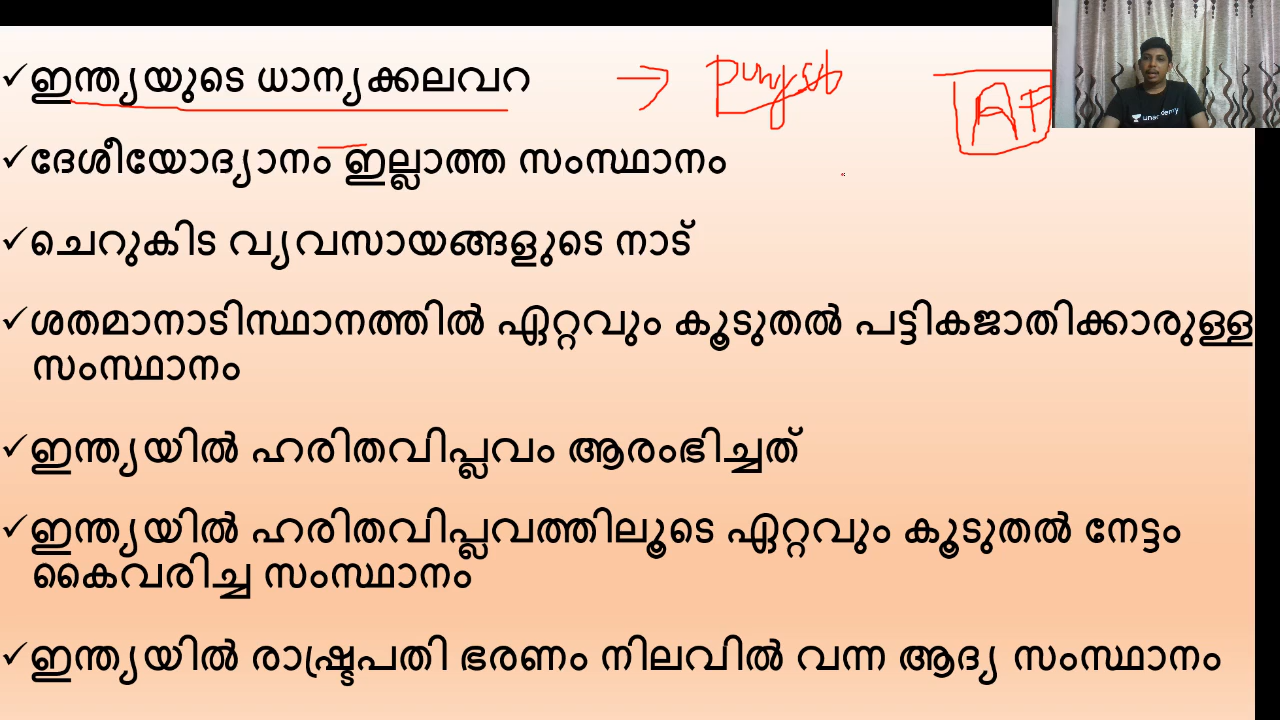 ✓ഇന്ത്യയുടെ ധാന്യക്കലവറ → punjab AP
unacademy
✓ദേശീയോദ്യാനം ഇല്ലാത്ത സംസ്ഥാനം
✓ചെറുകിട വ്യവസായങ്ങളുടെ നാട്
✓ശതമാനാടിസ്ഥാനത്തിൽ ഏറ്റവും കൂടുതൽ പട്ടികജാതിക്കാരുള്ള
സംസ്ഥാനം
✓ഇന്ത്യയിൽ ഹരിതവിപ്ലവം ആരംഭിച്ചത്
✓ഇന്ത്യയിൽ ഹരിതവിപ്ലവത്തിലൂടെ ഏറ്റവും കൂടുതൽ നേട്ടം
കൈവരിച്ച സംസ്ഥാനം
✓ഇന്ത്യയിൽ രാഷ്ട്രപതി ഭരണം നിലവിൽ വന്ന ആദ്യ സംസ്ഥാനം